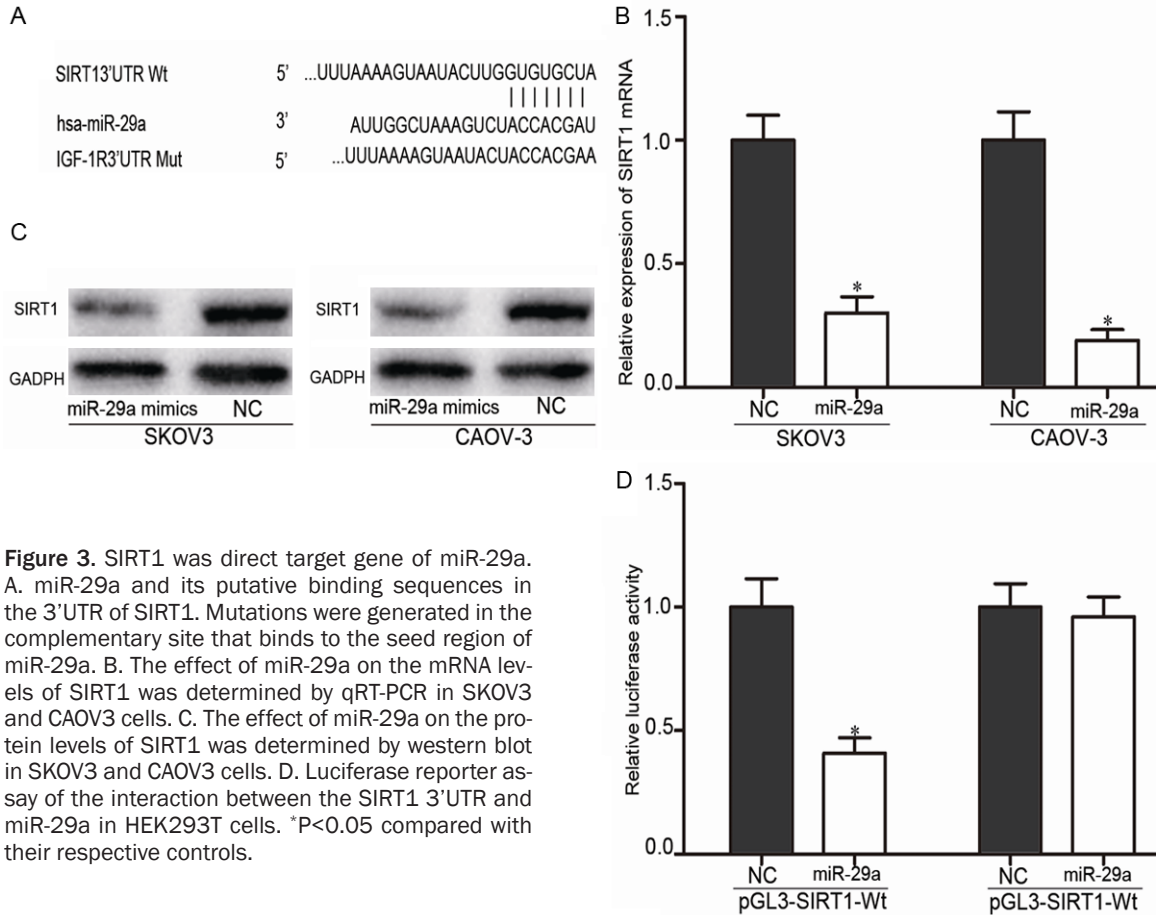 A
SIRT13'UTR Wt 5' ...UUUAAAAGUAAUACUUGGUGUGCUA
hsa-miR-29a 3' AUUGGCUAAAGUCUACCACGAU
IGF-1R3'UTR Mut 5' ...UUUAAAAGUAAUACUACCACGAA
B
Relative expression of SIRT1 mRNA
1.5
1.0
0.5
0.0
*
*
NC miR-29a NC miR-29a
SKOV3 CAOV-3
C
SIRT1 SIRT1
GADPH GADPH
miR-29a mimics NC miR-29a mimics NC
SKOV3 CAOV-3
D
Relative luciferase activity
1.5
1.0
0.5
0.0
*
NC miR-29a NC miR-29a
pGL3-SIRT1-Wt pGL3-SIRT1-Wt
Figure 3. SIRT1 was direct target gene of miR-29a.
A. miR-29a and its putative binding sequences in
the 3'UTR of SIRT1. Mutations were generated in the
complementary site that binds to the seed region of
miR-29a. B. The effect of miR-29a on the mRNA lev-
els of SIRT1 was determined by qRT-PCR in SKOV3
and CAOV3 cells. C. The effect of miR-29a on the pro-
tein levels of SIRT1 was determined by western blot
in SKOV3 and CAOV3 cells. D. Luciferase reporter as-
say of the interaction between the SIRT1 3'UTR and
miR-29a in HEK293T cells. *P<0.05 compared with
their respective controls.